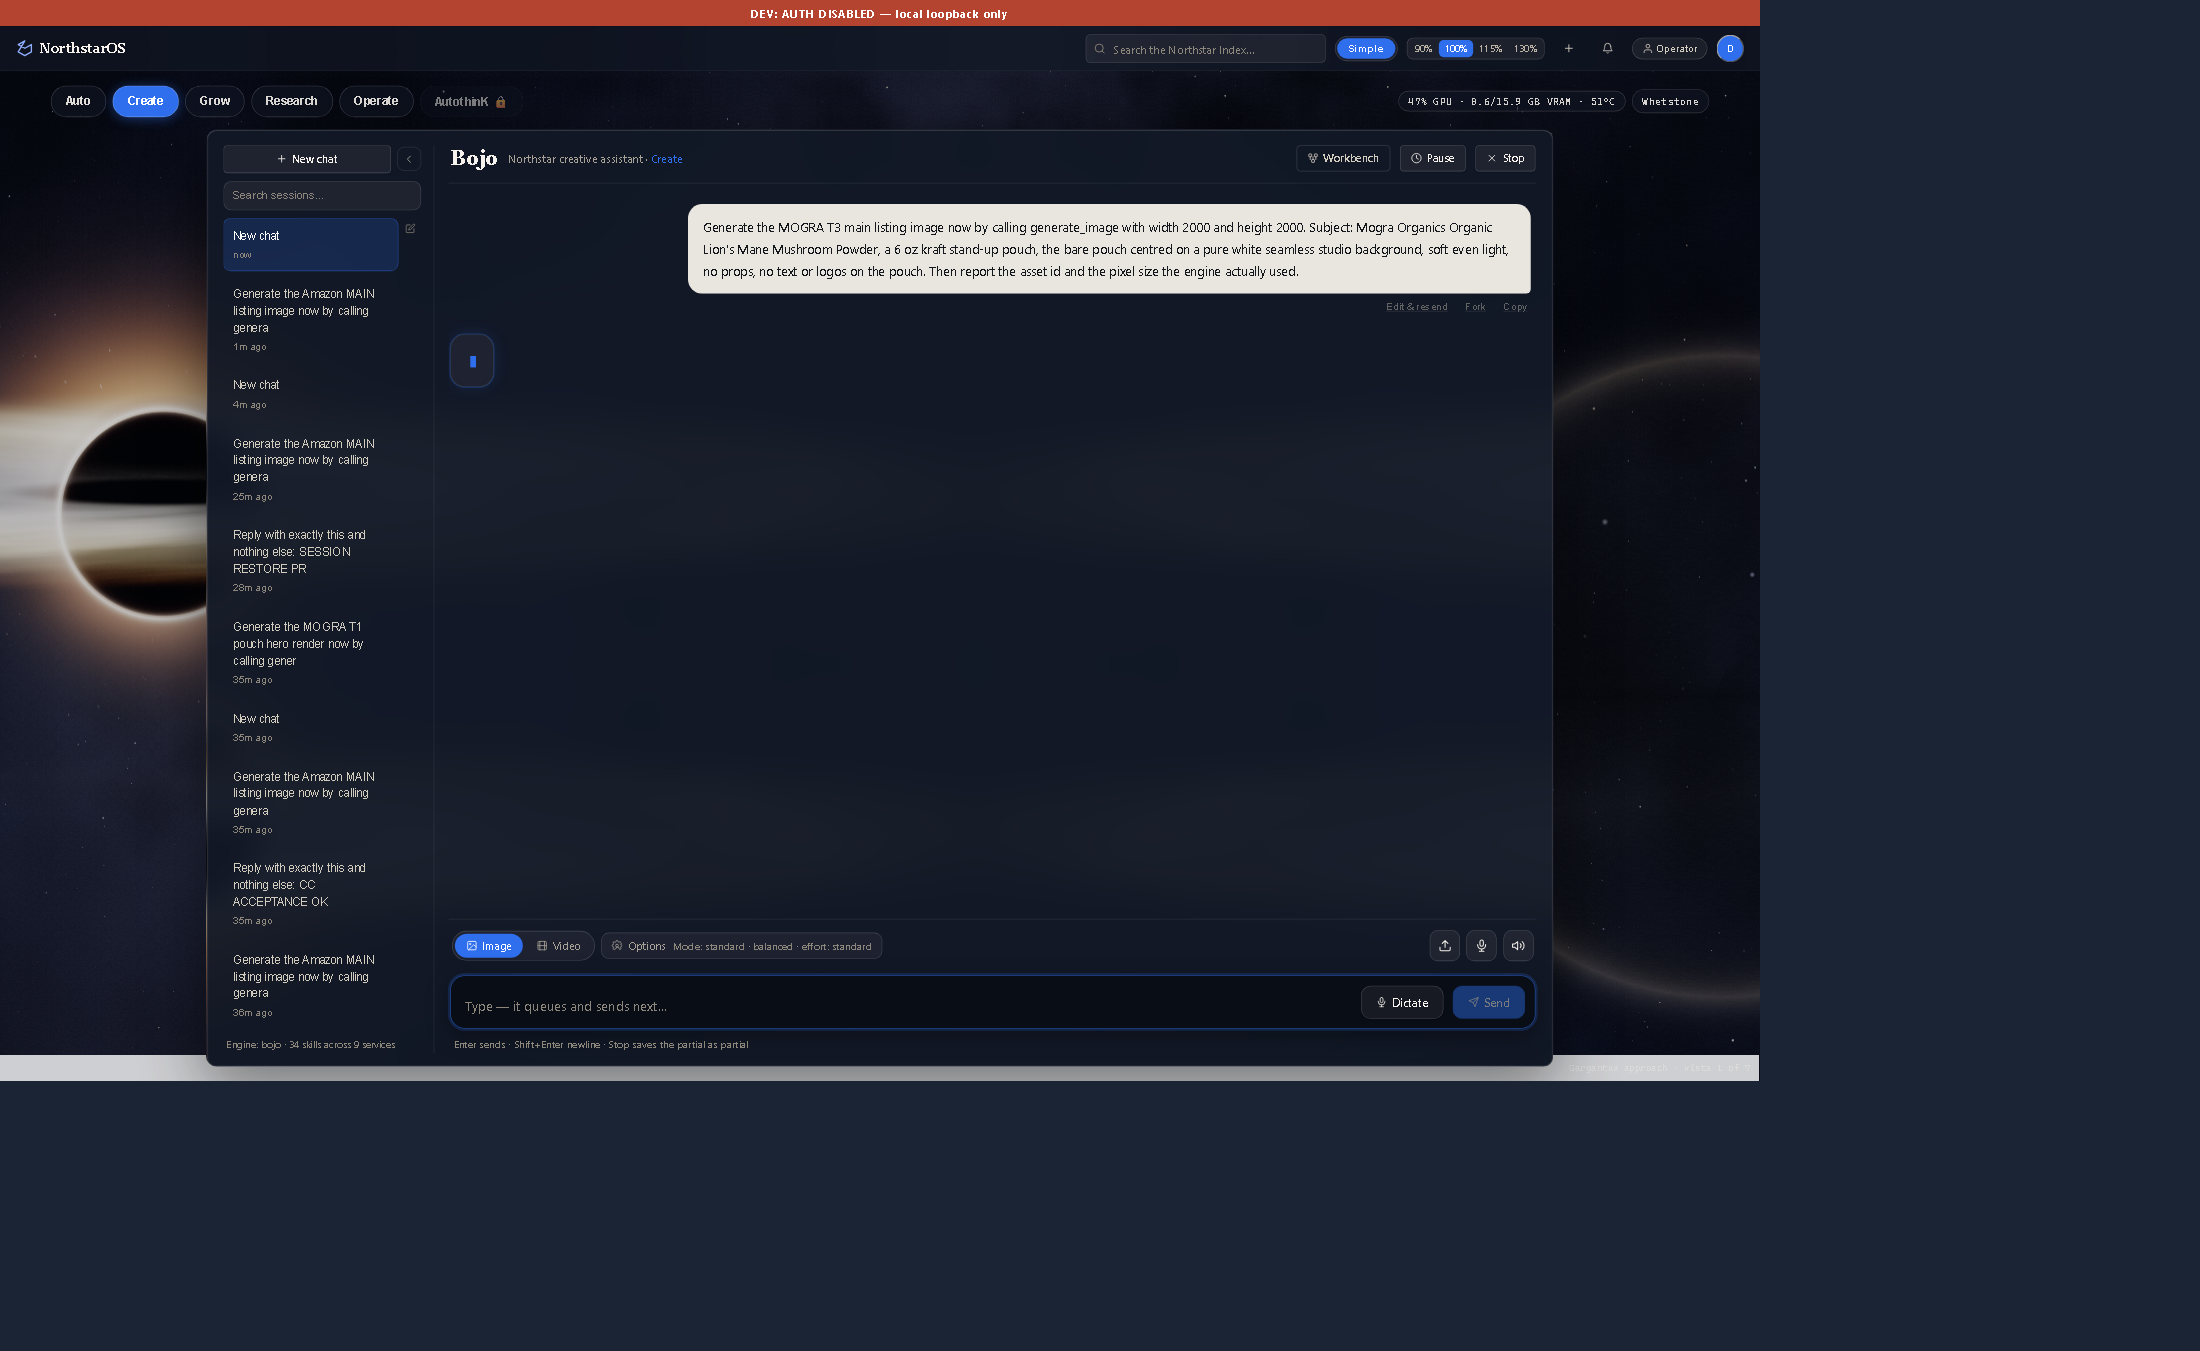 DEV: AUTH DISABLED — local loopback only
NorthstarOS
Search the Northstar Index...
Simple
90% 100% 115% 130%
Operator
D
Auto
Create
Grow
Research
Operate
AutothinK
47% GPU · 8.6/15.9 GB VRAM · 51°C
Whetstone
+ New chat
Search sessions...
New chat
now
Generate the Amazon MAIN
listing image now by calling
genera
1m ago
New chat
4m ago
Generate the Amazon MAIN
listing image now by calling
genera
25m ago
Reply with exactly this and
nothing else: SESSION
RESTORE PR
28m ago
Generate the MOGRA T1
pouch hero render now by
calling gener
35m ago
New chat
35m ago
Generate the Amazon MAIN
listing image now by calling
genera
35m ago
Reply with exactly this and
nothing else: CC
ACCEPTANCE OK
35m ago
Generate the Amazon MAIN
listing image now by calling
genera
36m ago
Engine: bojo · 34 skills across 9 services
Bojo
Northstar creative assistant · Create
Workbench
Pause
Stop
Generate the MOGRA T3 main listing image now by calling generate_image with width 2000 and height 2000. Subject: Mogra Organics Organic
Lion's Mane Mushroom Powder, a 6 oz kraft stand-up pouch, the bare pouch centred on a pure white seamless studio background, soft even light,
no props, no text or logos on the pouch. Then report the asset id and the pixel size the engine actually used.
Edit & resend
Fork
Copy
Image
Video
Options Mode: standard · balanced · effort: standard
Type — it queues and sends next...
Dictate
Send
Enter sends · Shift+Enter newline · Stop saves the partial as partial